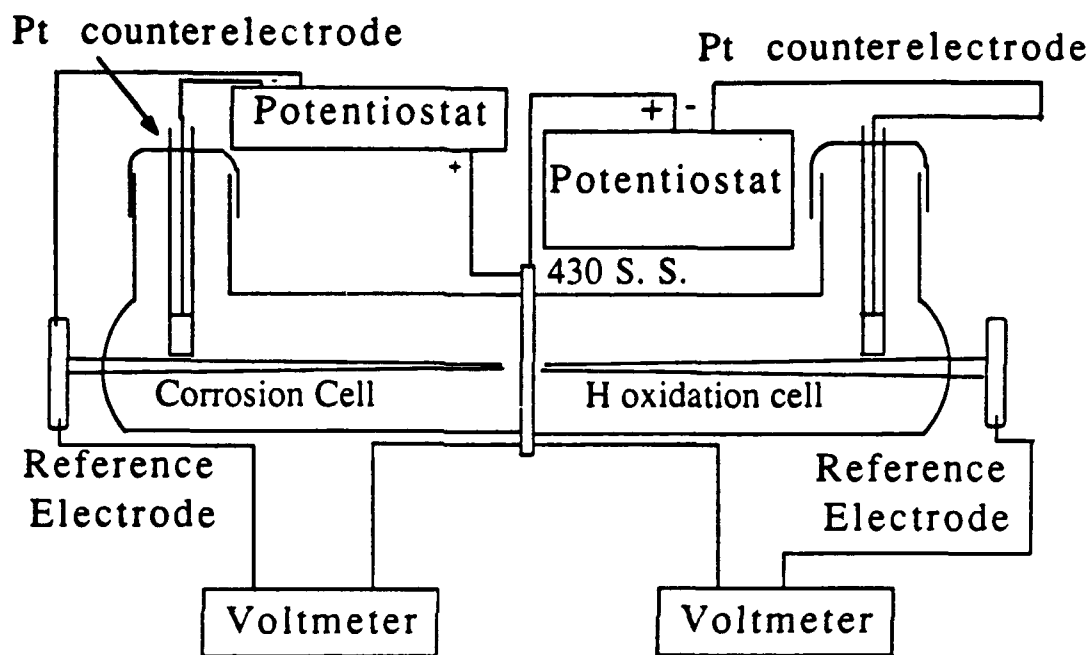 Pt counterelectrode
Pt counterelectrode
-
Potentiostat
+ -
+
Potentiostat
430 S. S.
Corrosion Cell
H oxidation cell
Reference
Electrode
Reference
Electrode
Voltmeter
Voltmeter